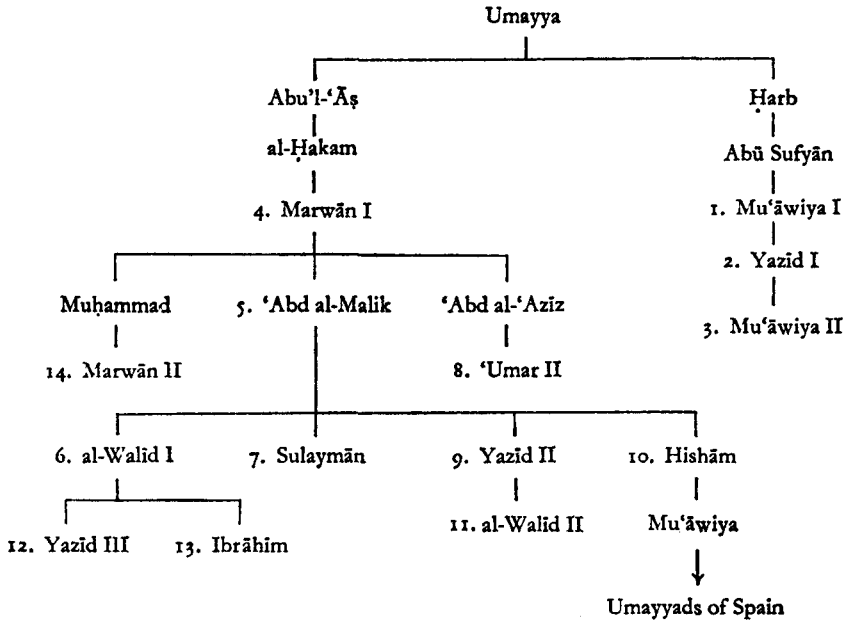 Umayya
Abu’l-‘Āṣ Ḥarb
al-Ḥakam Abū Sufyān
4. Marwān I 1. Mu‘āwiya I
2. Yazīd I
Muḥammad 5. ‘Abd al-Malik ‘Abd al-‘Azīz
3. Mu‘āwiya II
14. Marwān II 8. ‘Umar II
6. al-Walīd I 7. Sulaymān 9. Yazīd II 10. Hishām
11. al-Walīd II Mu‘āwiya
12. Yazīd III 13. Ibrāhīm
Umayyads of Spain